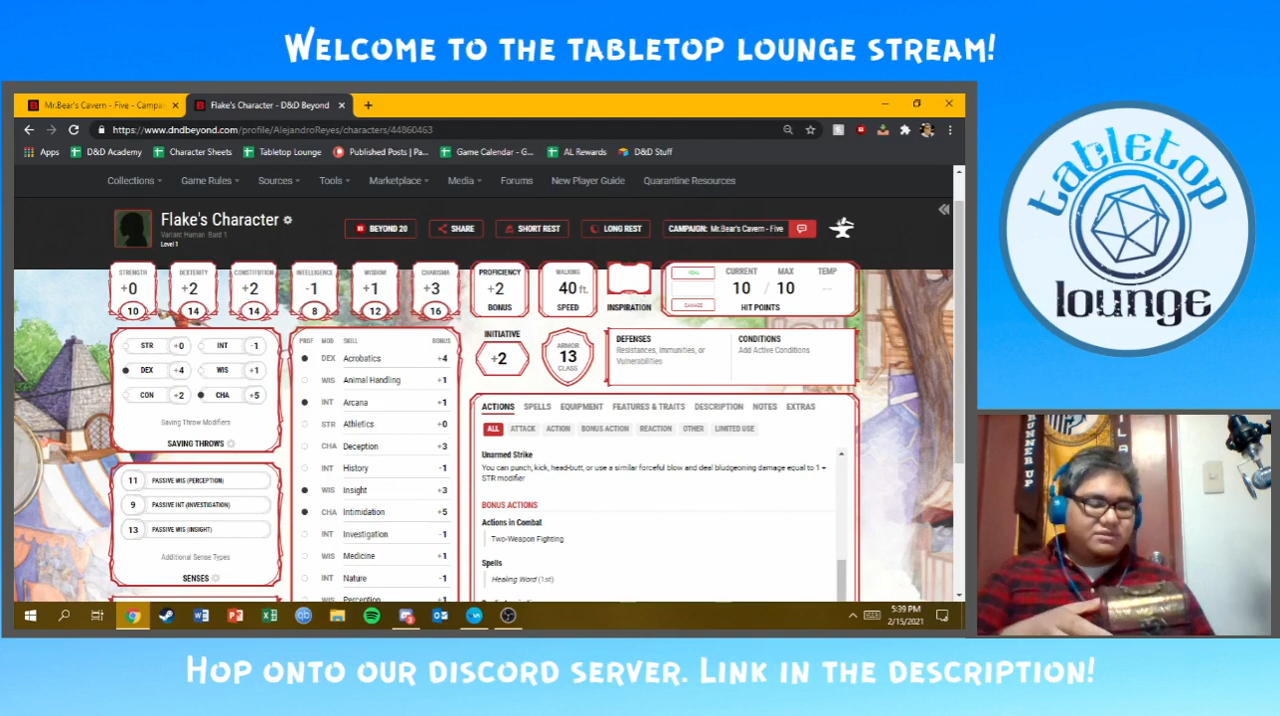 WELCOME TO THE TABLETOP LOUNGE STREAM!
Mr.Bear's Cavern - Five - Campa
Flake's Character - D&D Beyond
https://www.dndbeyond.com/profile/AlejandroReyes/characters/44860463
Apps D&D Academy Character Sheets Tabletop Lounge Published Posts | Pa... Game Calendar - G... AL Rewards D&D Stuff
Collections Game Rules Sources Tools Marketplace Media Forums New Player Guide Quarantine Resources
Flake's Character
Variant Human Bard 1
Level 1
BEYOND 20 SHARE SHORT REST LONG REST CAMPAIGN: Mr.Bear's Cavern - Five
STRENGTH DEXTERITY CONSTITUTION INTELLIGENCE WISDOM CHARISMA PROFICIENCY WALKING HEAL CURRENT MAX TEMP
+0 +2 +2 -1 +1 +3 +2 40 ft. 10 / 10 --
10 14 14 8 12 16 BONUS SPEED INSPIRATION DAMAGE HIT POINTS
STR +0 INT -1
DEX +4 WIS +1
CON +2 CHA +5
Saving Throw Modifiers
SAVING THROWS
11 PASSIVE WIS (PERCEPTION)
9 PASSIVE INT (INVESTIGATION)
13 PASSIVE WIS (INSIGHT)
Additional Sense Types
SENSES
PROF MOD SKILL BONUS
DEX Acrobatics +4
WIS Animal Handling +1
INT Arcana +1
STR Athletics +0
CHA Deception +3
INT History -1
WIS Insight +3
CHA Intimidation +5
INT Investigation -1
WIS Medicine +1
INT Nature -1
WIS Perception +1
INITIATIVE
+2
ARMOR
13
CLASS
DEFENSES
Resistances, Immunities, or
Vulnerabilities
CONDITIONS
Add Active Conditions
ACTIONS SPELLS EQUIPMENT FEATURES & TRAITS DESCRIPTION NOTES EXTRAS
ALL ATTACK ACTION BONUS ACTION REACTION OTHER LIMITED USE
Unarmed Strike
You can punch, kick, head-butt, or use a similar forceful blow and deal bludgeoning damage equal to 1 +
STR modifier
BONUS ACTIONS
Actions in Combat
Two-Weapon Fighting
Spells
Healing Word (1st)
5:39 PM
2/15/2021
tabletop
lounge
RUNNER UP
HOP ONTO OUR DISCORD SERVER. LINK IN THE DESCRIPTION!